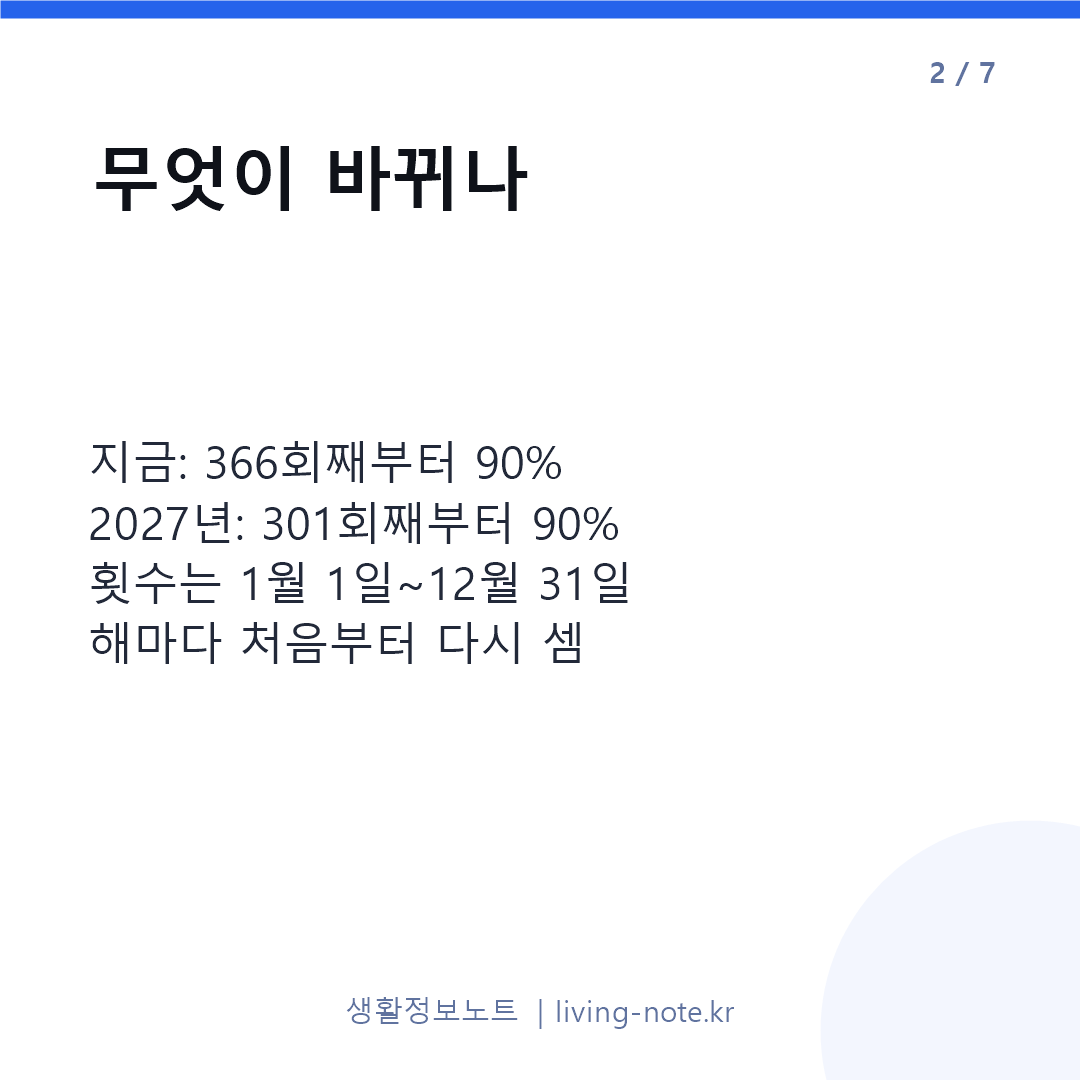 2 / 7
무엇이 바뀌나
지금: 366회째부터 90%
2027년: 301회째부터 90%
횟수는 1월 1일~12월 31일
해마다 처음부터 다시 셈
생활정보노트 | living-note.kr